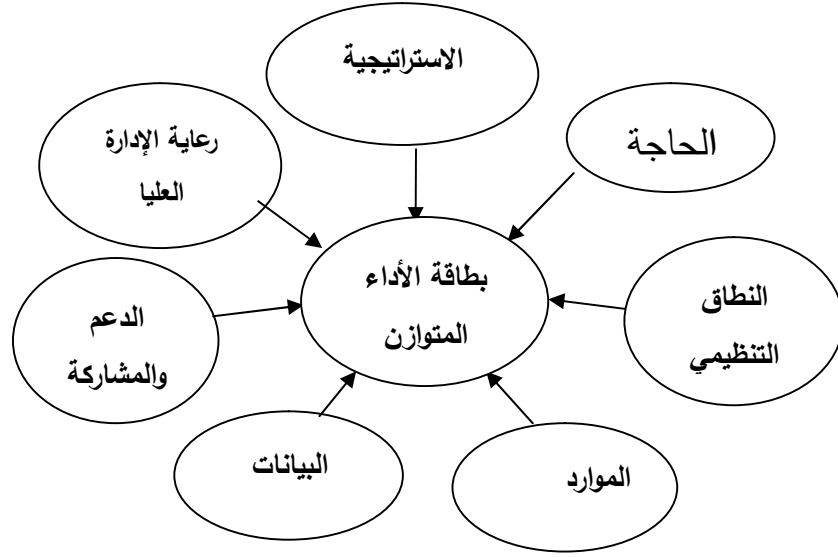 الاستراتيجية
الحاجة
رعاية الإدارة
العليا
بطاقة الأداء
المتوازن
النطاق
التنظيمي
الدعم
والمشاركة
البيانات
الموارد